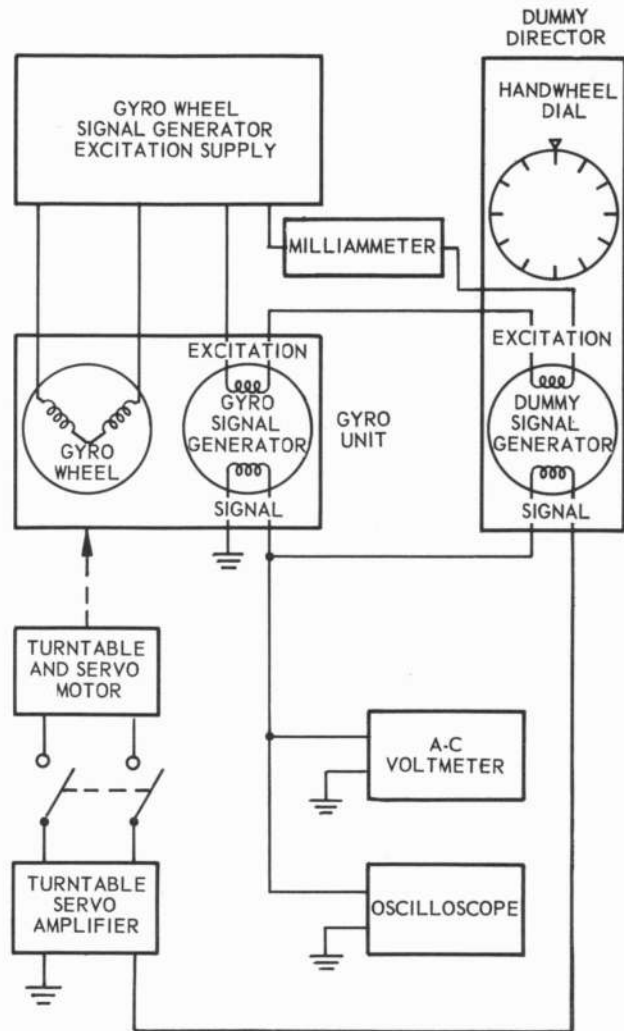 DUMMY
DIRECTOR
GYRO WHEEL
SIGNAL GENERATOR
EXCITATION SUPPLY
HANDWHEEL
DIAL
MILLIAMMETER
EXCITATION
GYRO
SIGNAL
GENERATOR
SIGNAL
GYRO
WHEEL
GYRO
UNIT
EXCITATION
DUMMY
SIGNAL
GENERATOR
SIGNAL
TURNTABLE
AND SERVO
MOTOR
A-C
VOLTMETER
TURNTABLE
SERVO
AMPLIFIER
OSCILLOSCOPE